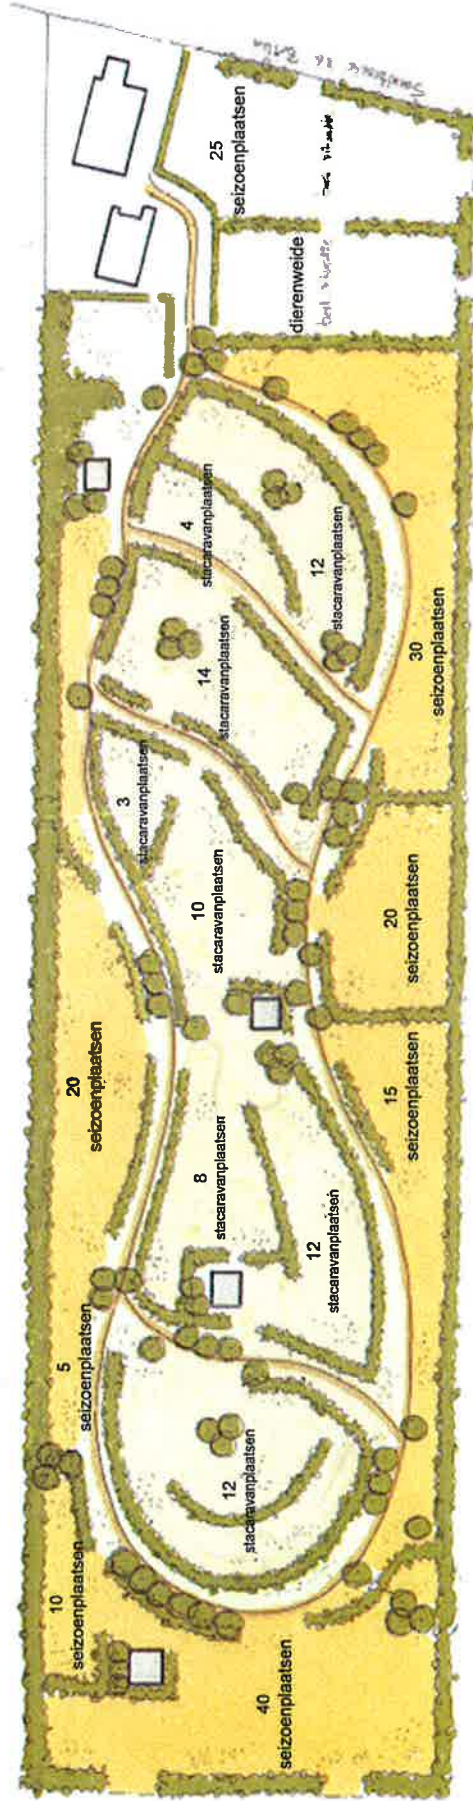 25
seizoenplaatsen
dierenweide
4
stacaravanplaatsen
12
stacaravanplaatsen
14
stacaravanplaatsen
30
seizoenplaatsen
3
stacaravanplaatsen
10
stacaravanplaatsen
20
seizoenplaatsen
20
seizoenplaatsen
15
seizoenplaatsen
8
stacaravanplaatsen
12
stacaravanplaatsen
5
seizoenplaatsen
12
stacaravanplaatsen
10
seizoenplaatsen
40
seizoenplaatsen